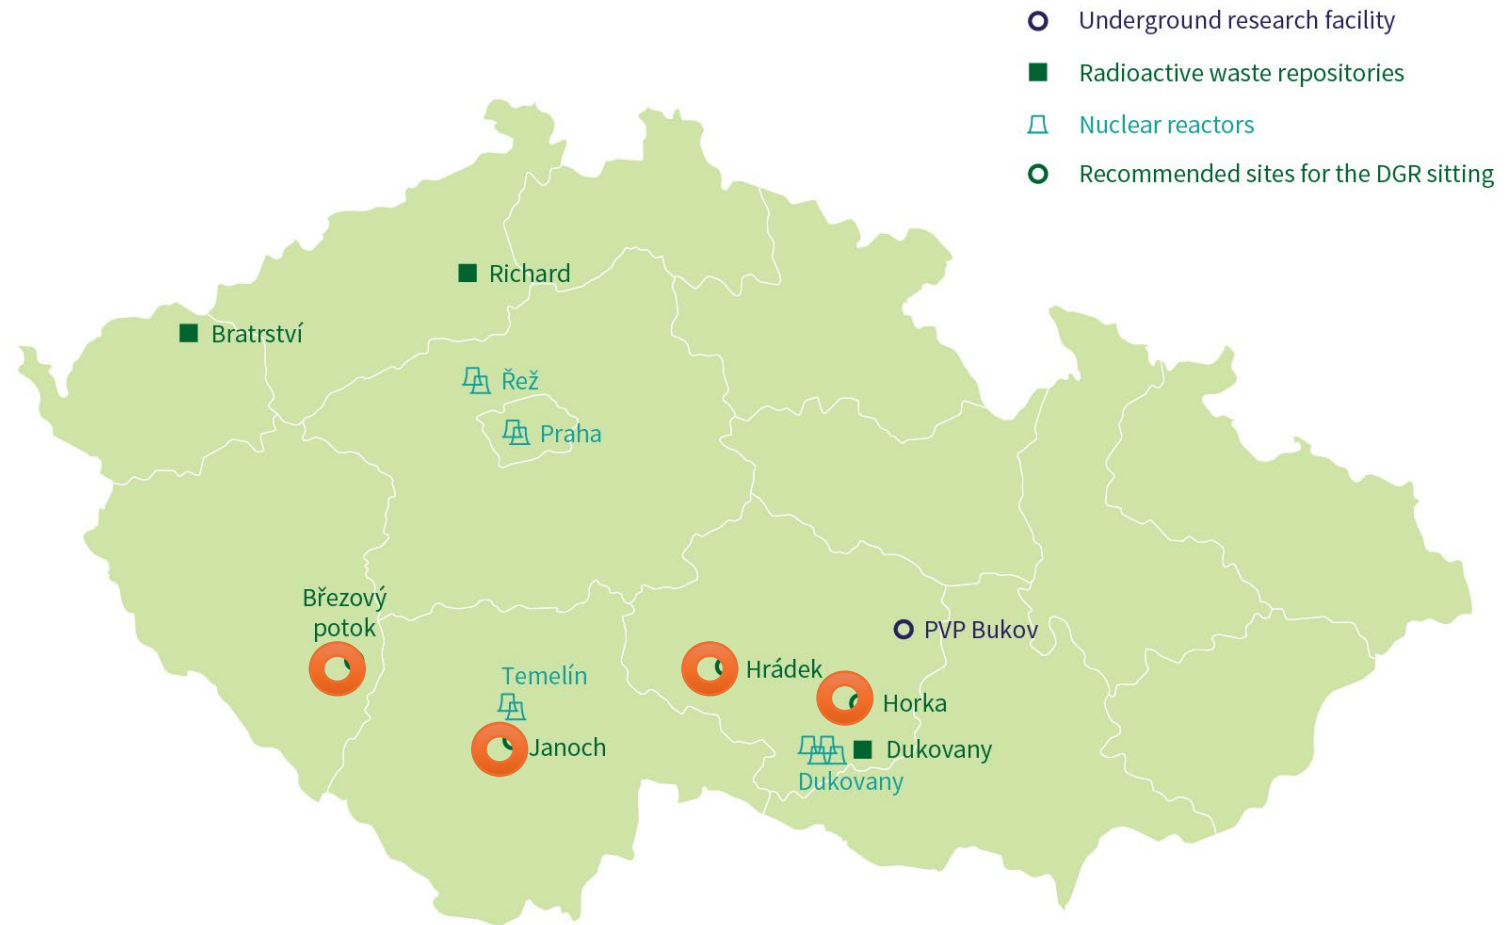 Underground research facility
Radioactive waste repositories
Nuclear reactors
Recommended sites for the DGR sitting
Richard
Bratrství
Řež
Praha
Březový
potok
PVP Bukov
Temelín
Hrádek
Horka
Janoch
Dukovany
Dukovany